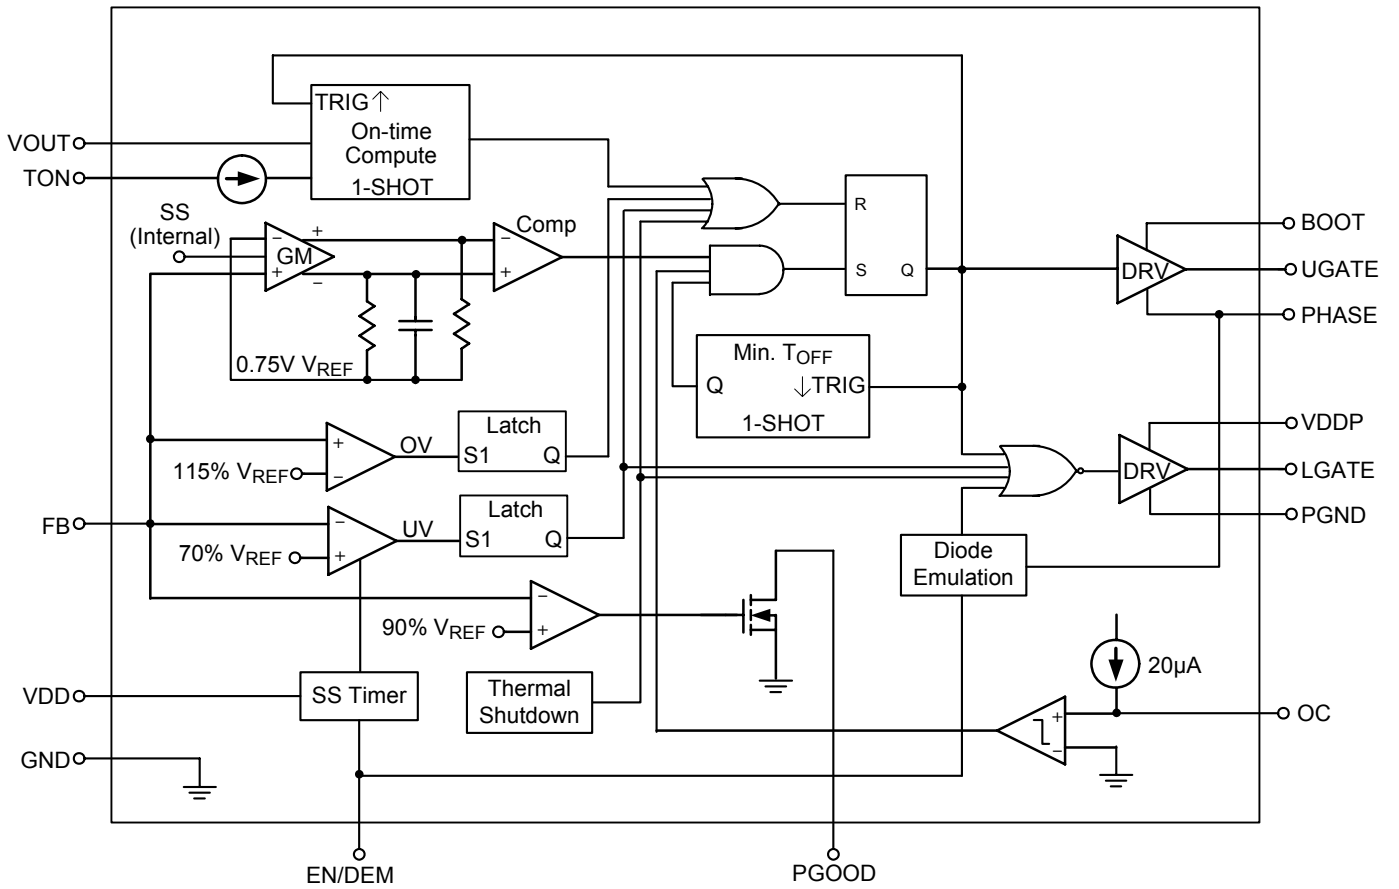 TRIG↑
On-time
Compute
1-SHOT
VOUT
TON
SS
(Internal)
+
−
GM
+
−
Comp
−
+
0.75V VREF
R
S
Q
DRV
BOOT
UGATE
PHASE
Min. TOFF
Q
↓TRIG
1-SHOT
+
−
OV
115% VREF
Latch
S1
Q
VDDP
DRV
LGATE
PGND
FB
−
+
UV
70% VREF
Latch
S1
Q
Diode
Emulation
−
+
90% VREF
20µA
VDD
SS Timer
Thermal
Shutdown
+
−
OC
GND
EN/DEM
PGOOD